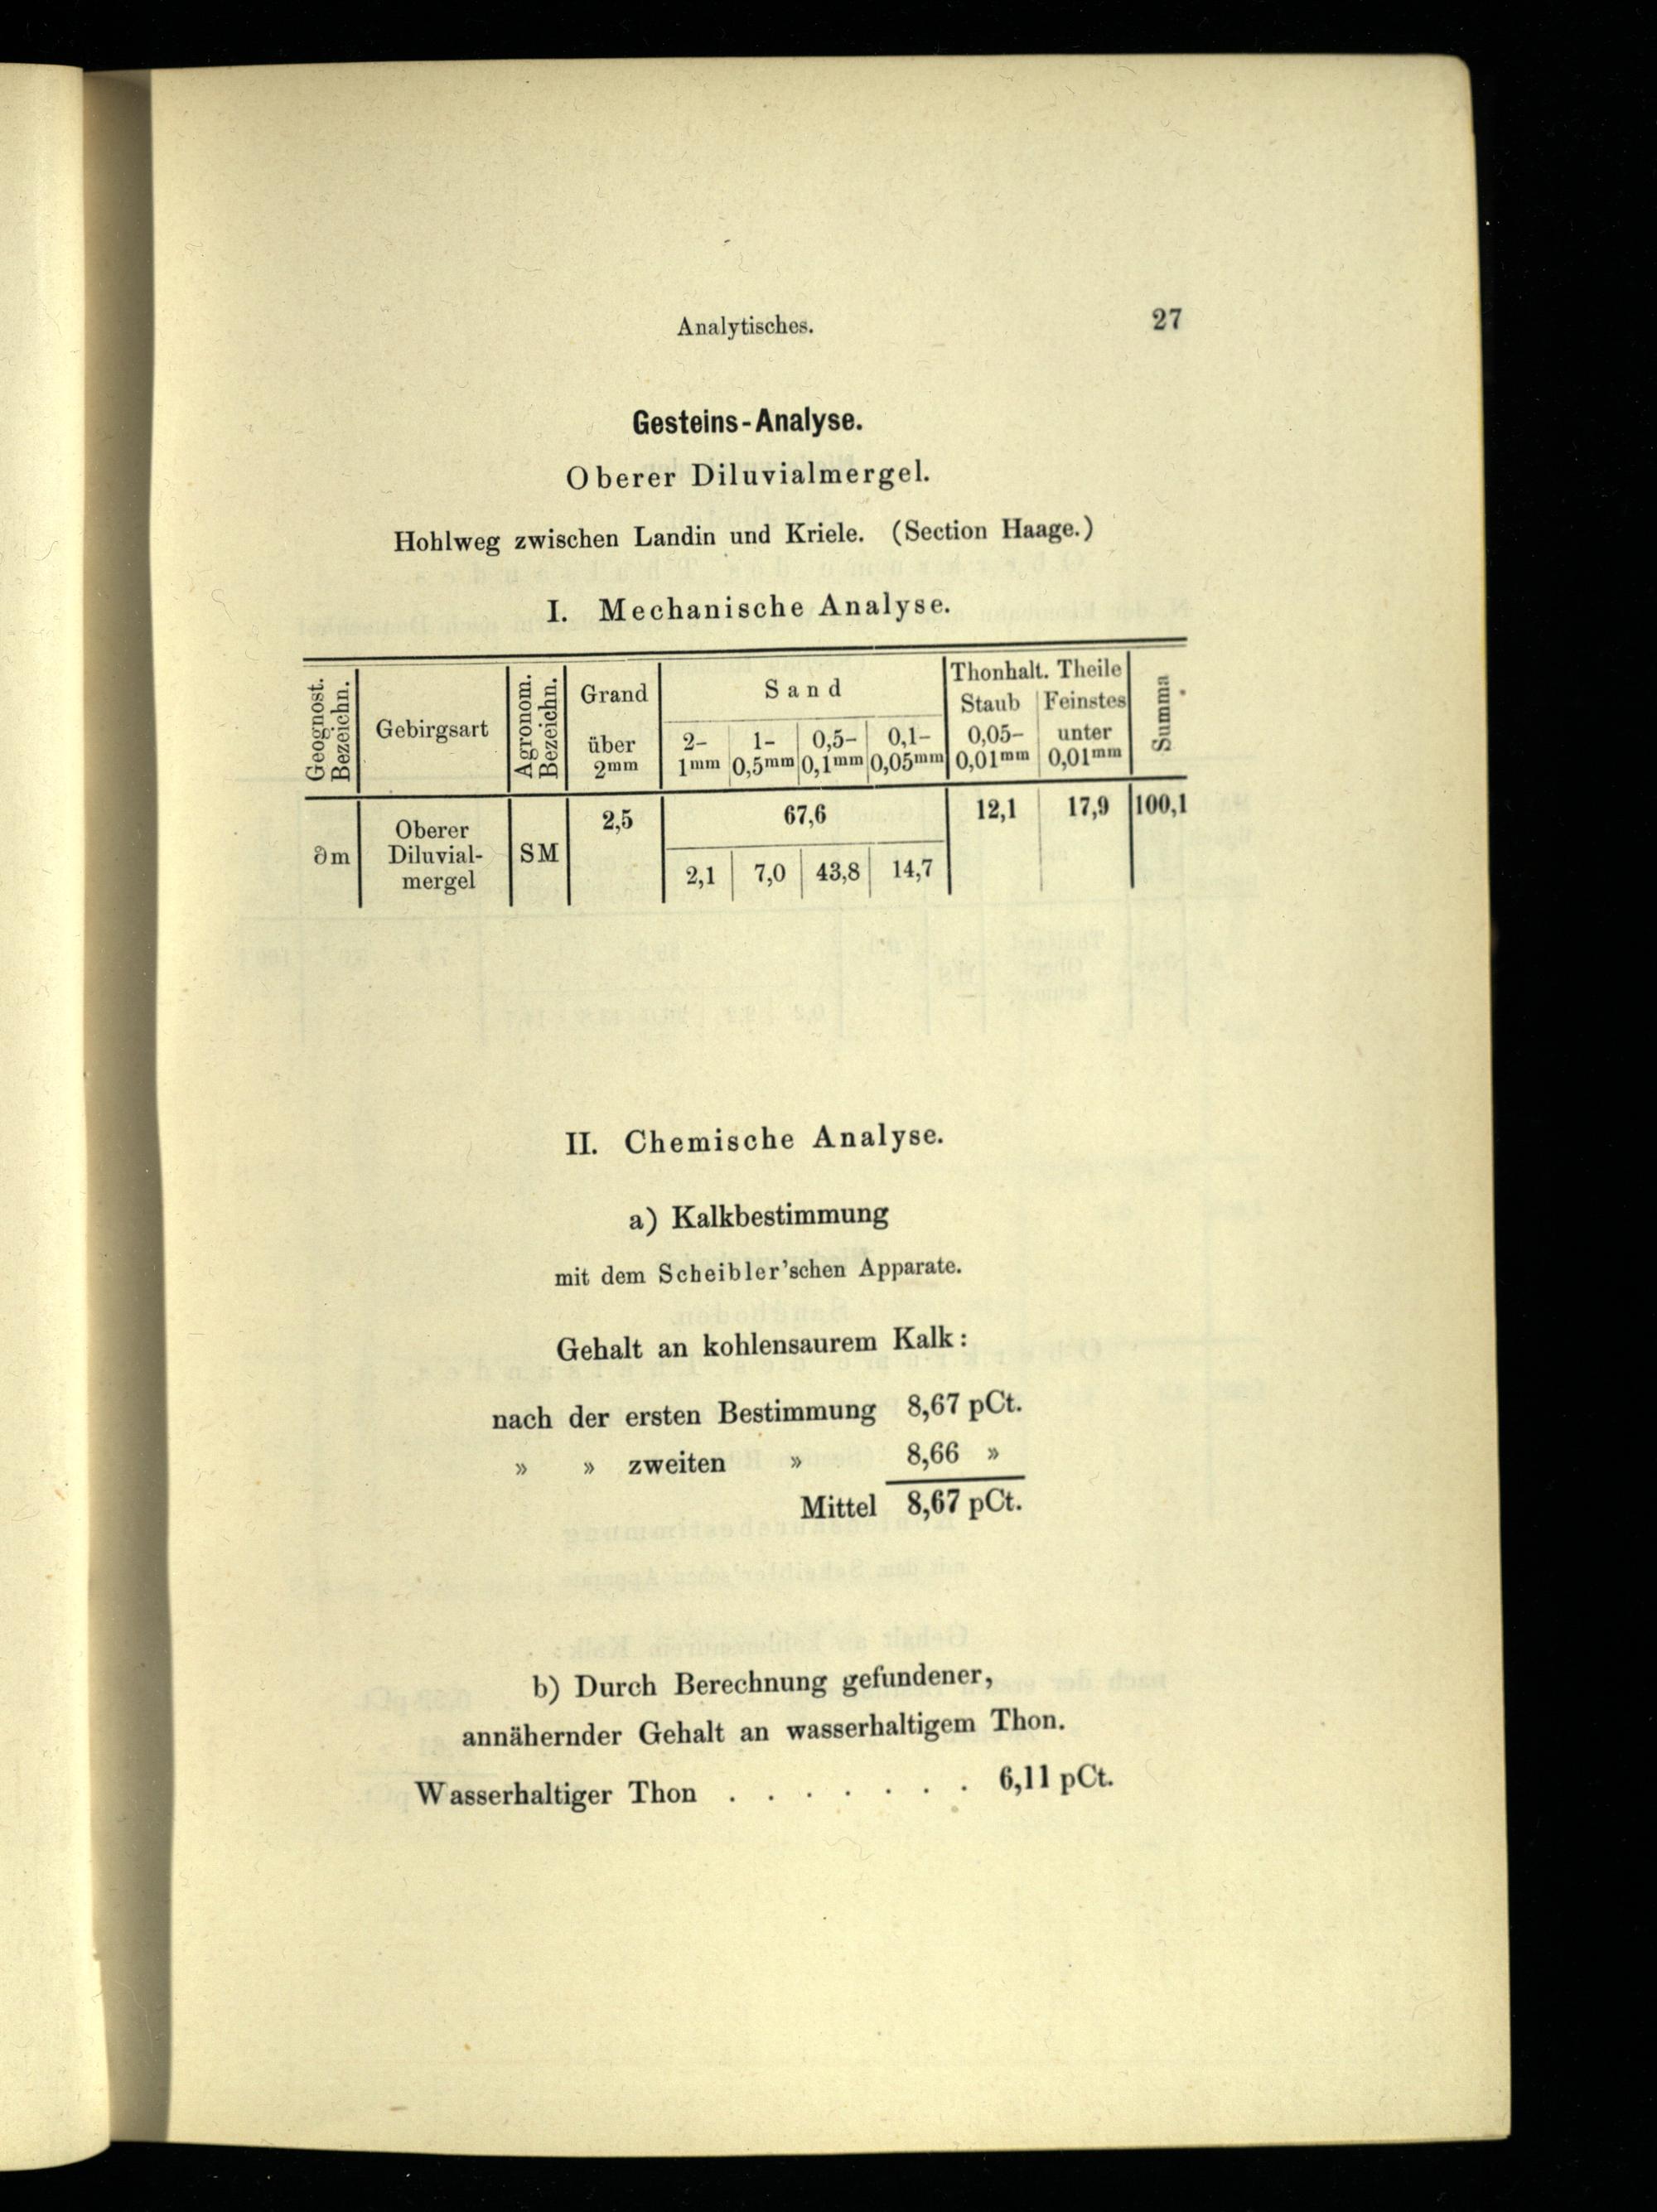 Analytisches. 27
Gesteins-Analyse.
Oberer Diluvialmergel.
Hohlweg zwischen Landin und Kriele. (Section Haage.)
I. Mechanische Analyse.
Geognost. Bezeichn. Gebirgsart Agronom. Bezeichn. Grand Sand Thonhalt. Theile Summa
Staub Feinstes
über 2- 1- 0,5- 0,1- 0,05- unter
2mm 1mm 0,5mm 0,1mm 0,05mm 0,01mm 0,01mm
2,5 67,6 12,1 17,9 100,1
Oberer
∂m Diluvial- SM
mergel 2,1 7,0 43,8 14,7
II. Chemische Analyse.
a) Kalkbestimmung
mit dem Scheibler'schen Apparate.
Gehalt an kohlensaurem Kalk:
nach der ersten Bestimmung 8,67 pCt.
» » zweiten » 8,66 »
Mittel 8,67 pCt.
b) Durch Berechnung gefundener,
annähernder Gehalt an wasserhaltigem Thon.
Wasserhaltiger Thon . . . . . . . 6,11 pCt.